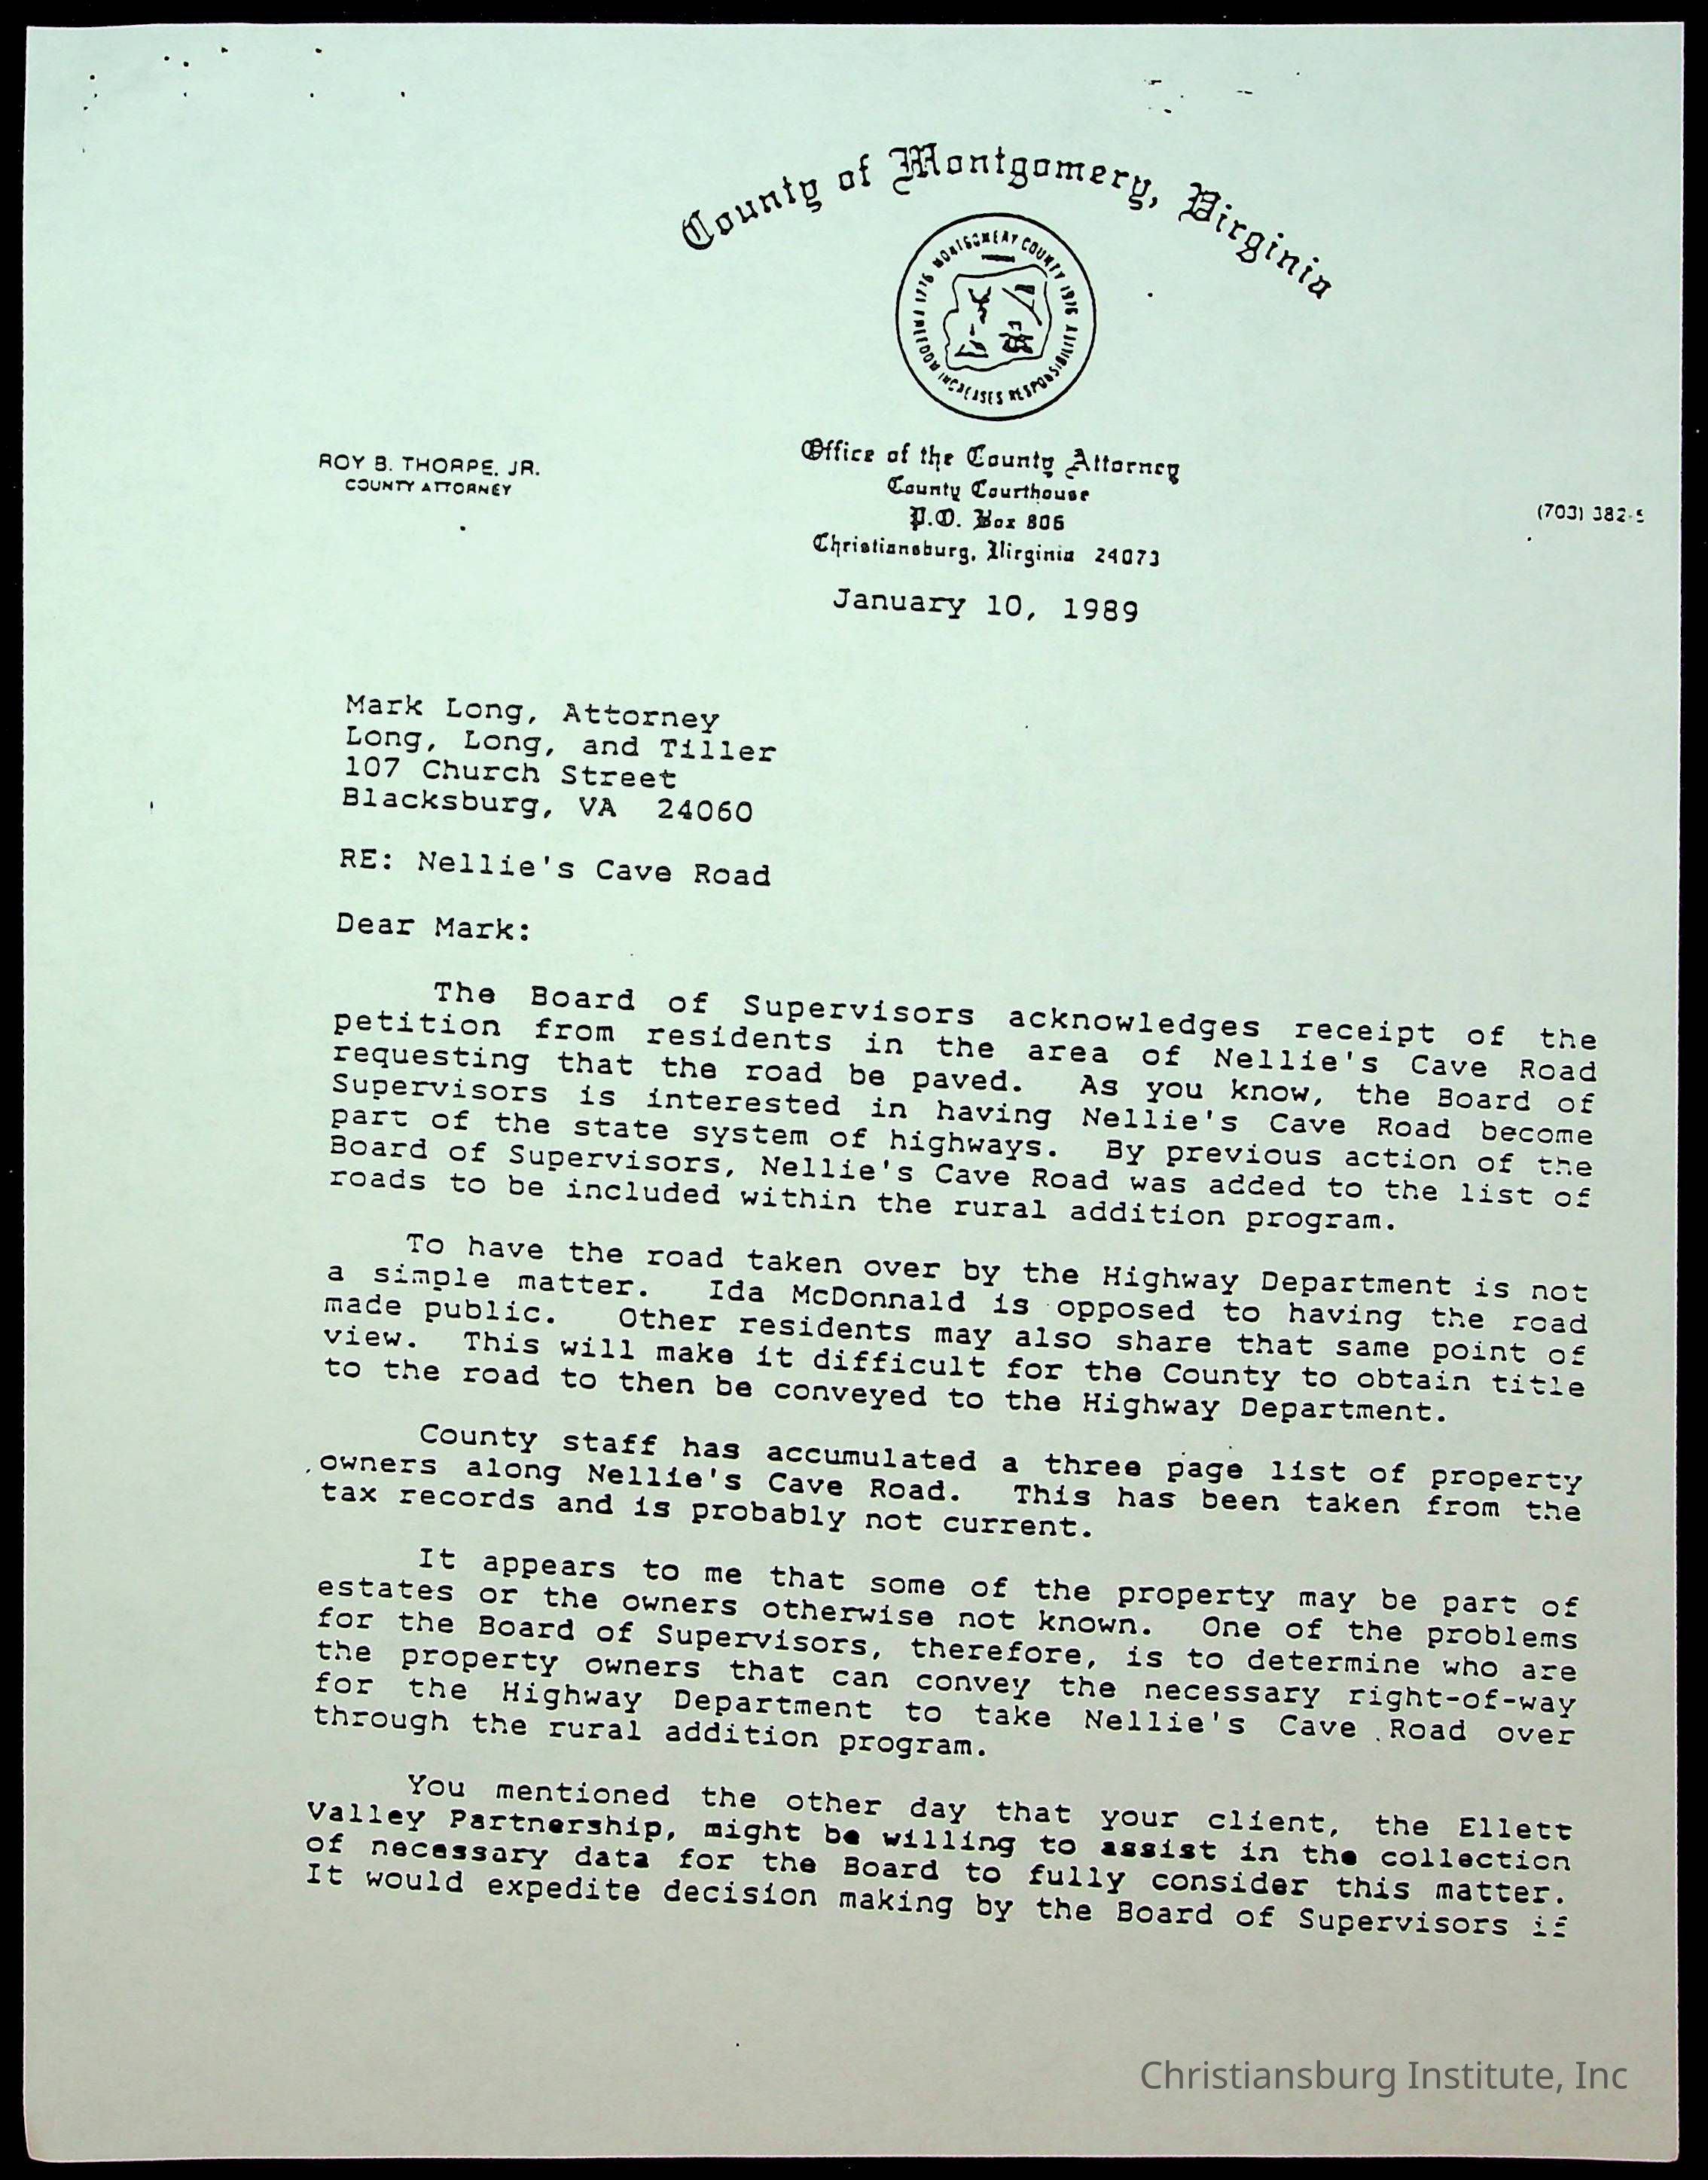 County of Montgomery, Virginia
MONTGOMERY COUNTY
1776
1976
FREEDOM INCREASES RESPONSIBILITY
ROY B. THORPE, JR.
COUNTY ATTORNEY
Office of the County Attorney
County Courthouse
P.O. Box 806
Christiansburg, Virginia 24073
(703) 382-5
January 10, 1989
Mark Long, Attorney
Long, Long, and Tiller
107 Church Street
Blacksburg, VA 24060
RE: Nellie's Cave Road
Dear Mark:
The Board of Supervisors acknowledges receipt of the
petition from residents in the area of Nellie's Cave Road
requesting that the road be paved. As you know, the Board of
Supervisors is interested in having Nellie's Cave Road become
part of the state system of highways. By previous action of the
Board of Supervisors, Nellie's Cave Road was added to the list of
roads to be included within the rural addition program.
To have the road taken over by the Highway Department is not
a simple matter. Ida McDonnald is opposed to having the road
made public. Other residents may also share that same point of
view. This will make it difficult for the County to obtain title
to the road to then be conveyed to the Highway Department.
County staff has accumulated a three page list of property
owners along Nellie's Cave Road. This has been taken from the
tax records and is probably not current.
It appears to me that some of the property may be part of
estates or the owners otherwise not known. One of the problems
for the Board of Supervisors, therefore, is to determine who are
the property owners that can convey the necessary right-of-way
for the Highway Department to take Nellie's Cave Road over
through the rural addition program.
You mentioned the other day that your client, the Ellett
Valley Partnership, might be willing to assist in the collection
of necessary data for the Board to fully consider this matter.
It would expedite decision making by the Board of Supervisors if
Christiansburg Institute, Inc